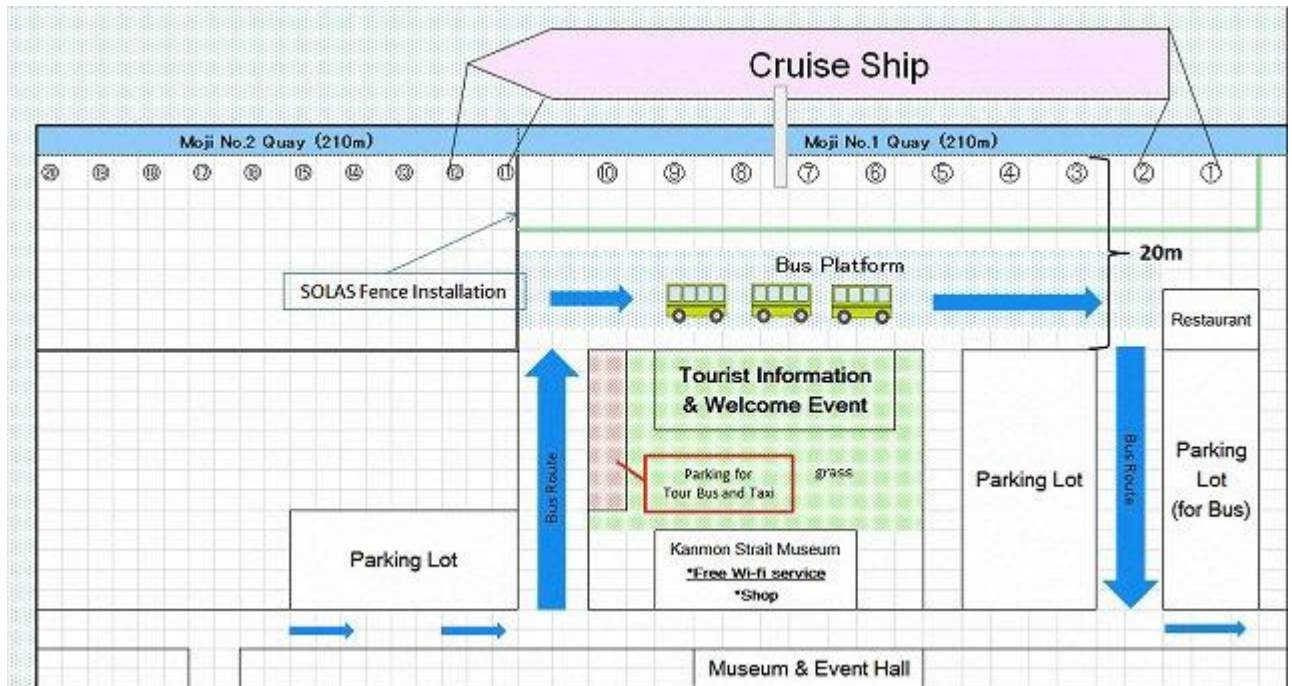 Cruise Ship
Moji No.2 Quay (210m)
Moji No.1 Quay (210m)
⑳ ⑲ ⑱ ⑰ ⑯ ⑮ ⑭ ⑬ ⑫ ⑪ ⑩ ⑨ ⑧ ⑦ ⑥ ⑤ ④ ③ ② ①
20m
Bus Platform
SOLAS Fence Installation
Restaurant
Tourist Information
& Welcome Event
Bus Route
Parking for
Tour Bus and Taxi
grass
Parking Lot
Bus Route
Parking
Lot
(for Bus)
Parking Lot
Kanmon Strait Museum
*Free Wi-fi service
*Shop
Museum & Event Hall